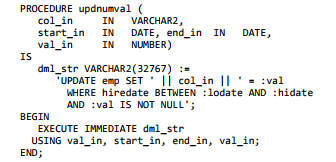 PROCEDURE updnumval (
col_in IN VARCHAR2,
start_in IN DATE, end_in IN DATE,
val_in IN NUMBER)
IS
dml_str VARCHAR2(32767) :=
'UPDATE emp SET ' || col_in || ' = :val
WHERE hiredate BETWEEN :lodate AND :hidate
AND :val IS NOT NULL';
BEGIN
EXECUTE IMMEDIATE dml_str
USING val_in, start_in, end_in, val_in;
END;